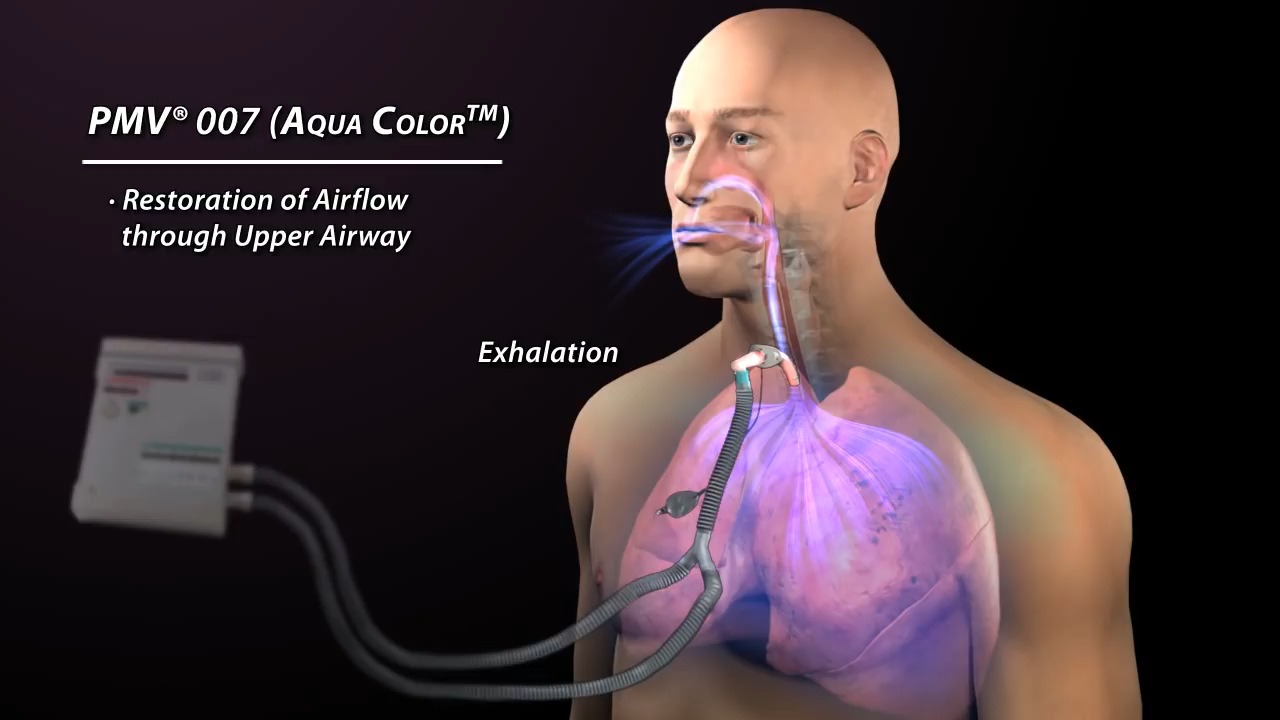 PMV® 007 (Aqua Color™)
· Restoration of Airflow
through Upper Airway
Exhalation